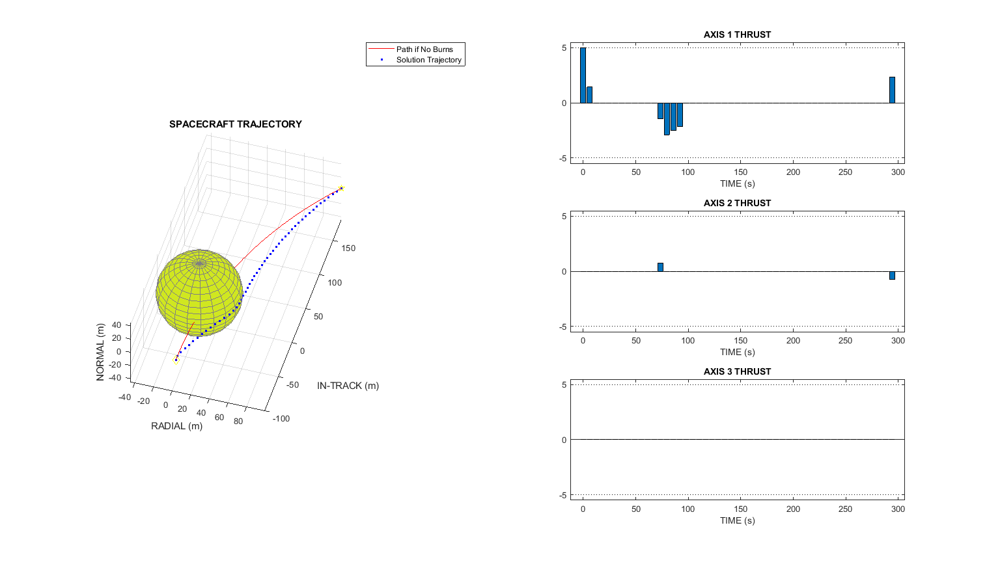 Path if No Burns
Solution Trajectory
SPACECRAFT TRAJECTORY
150
100
50
0
-50
-100
IN-TRACK (m)
40
20
0
-20
-40
NORMAL (m)
-40 -20 0 20 40 60 80
RADIAL (m)
AXIS 1 THRUST
5
0
-5
0 50 100 150 200 250 300
TIME (s)
AXIS 2 THRUST
5
0
-5
0 50 100 150 200 250 300
TIME (s)
AXIS 3 THRUST
5
0
-5
0 50 100 150 200 250 300
TIME (s)